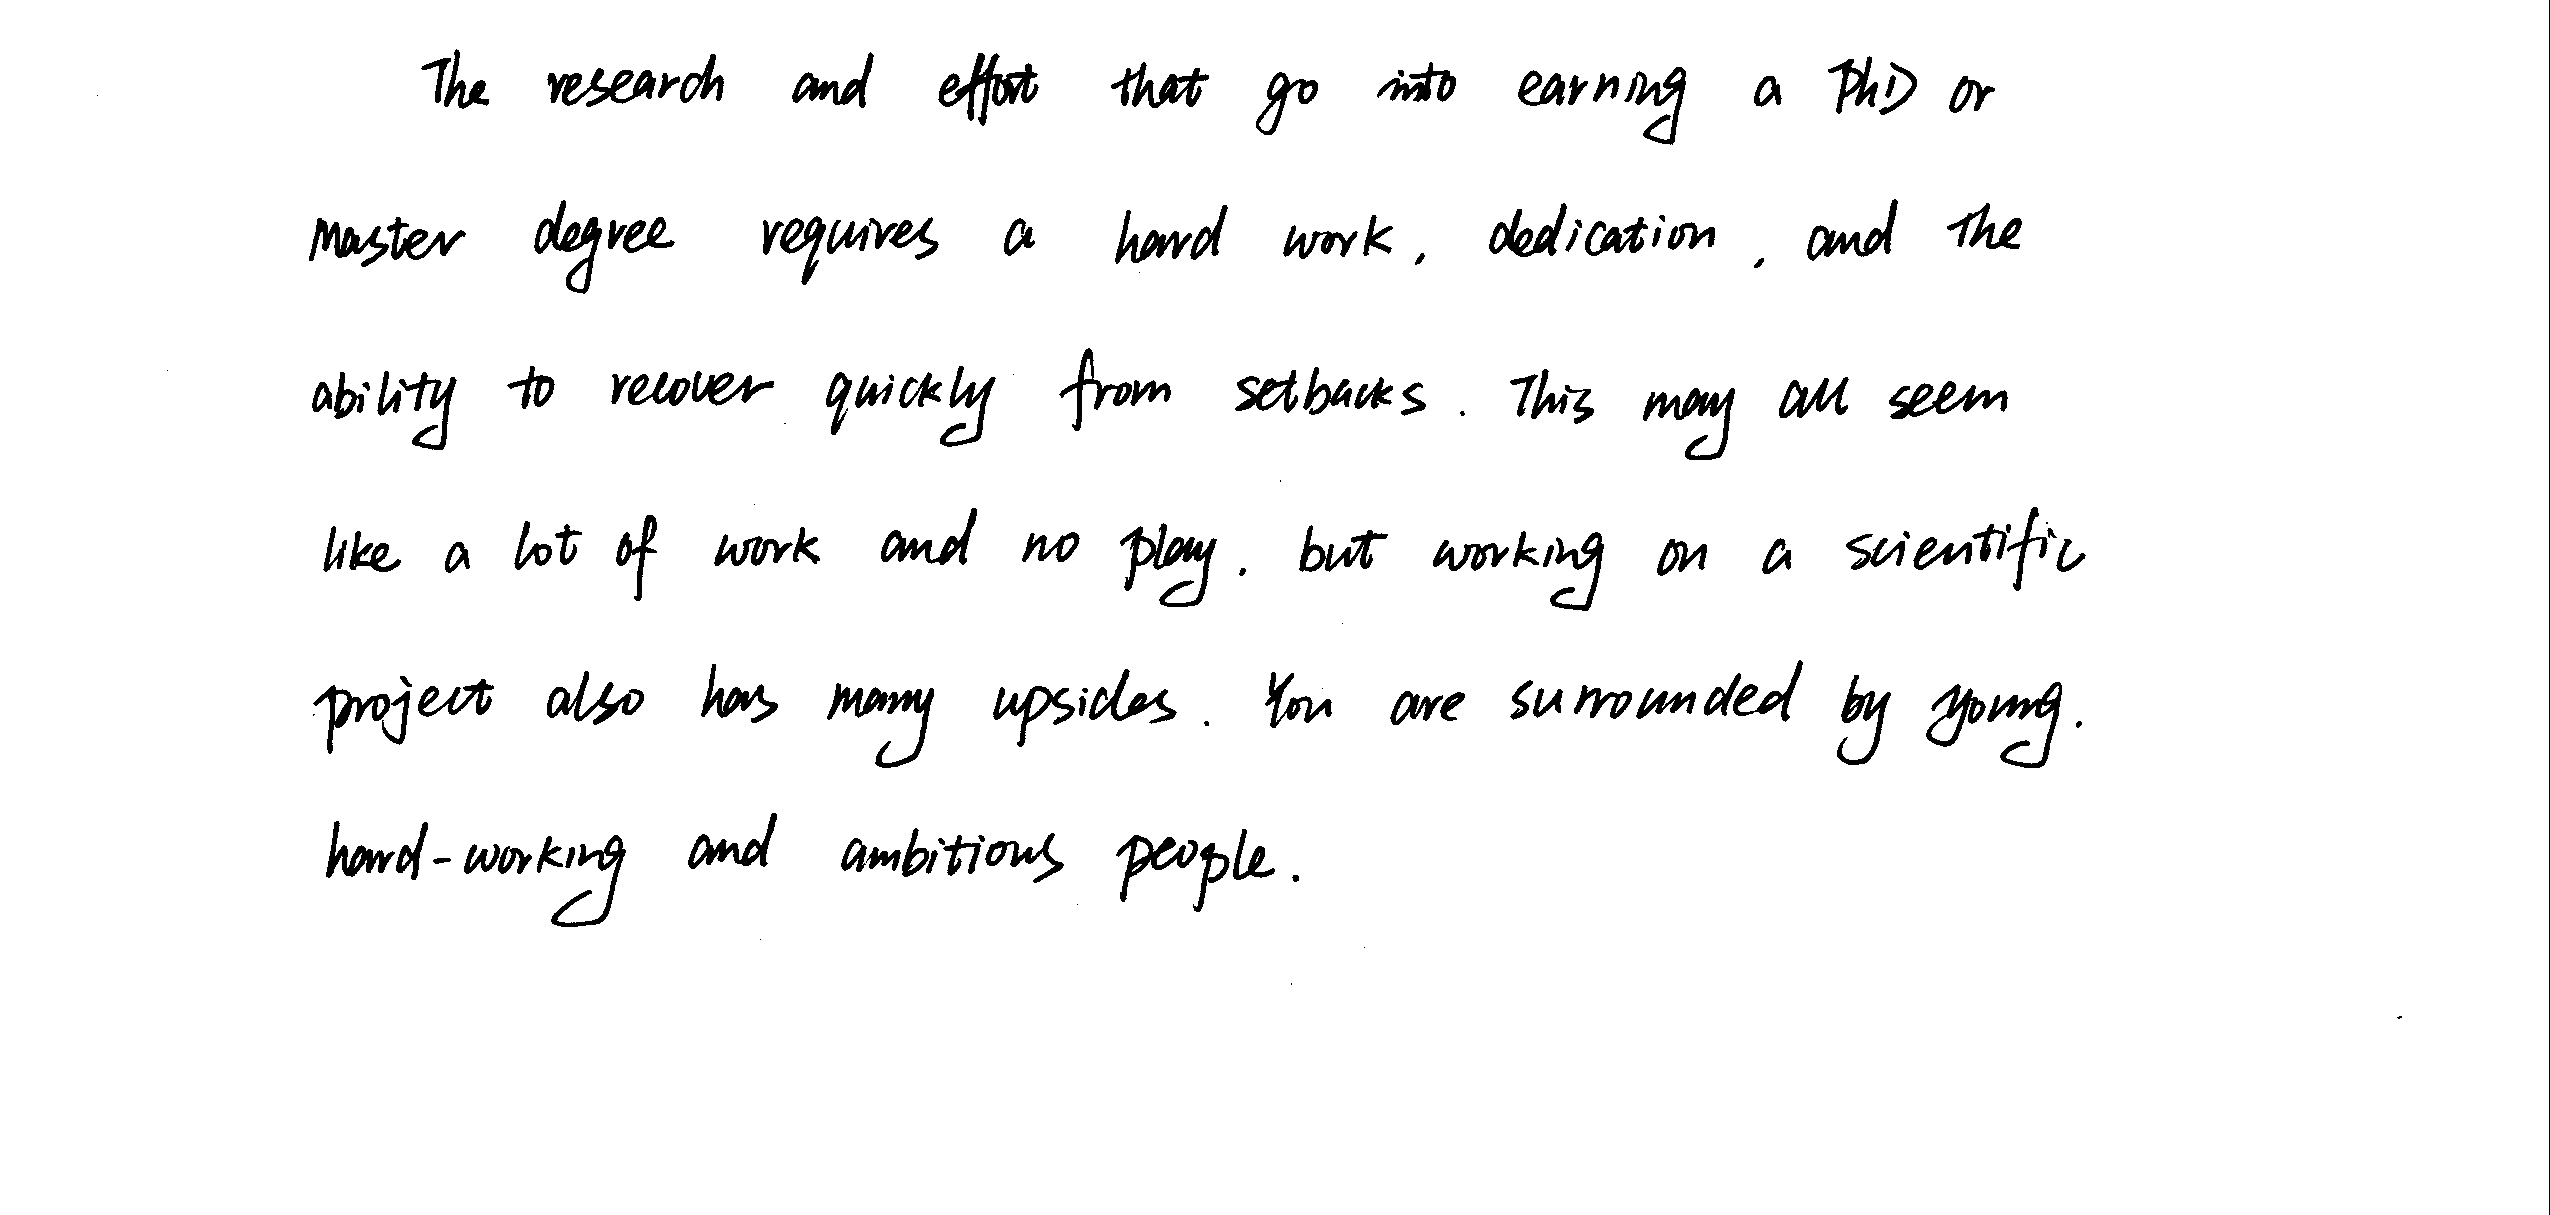 The research and effort that go into earning a PhD or
Master degree requires a hard work, dedication, and the
ability to recover quickly from setbacks. This may all seem
like a lot of work and no play, but working on a scientific
project also has many upsides. You are surrounded by young,
hard-working and ambitious people.